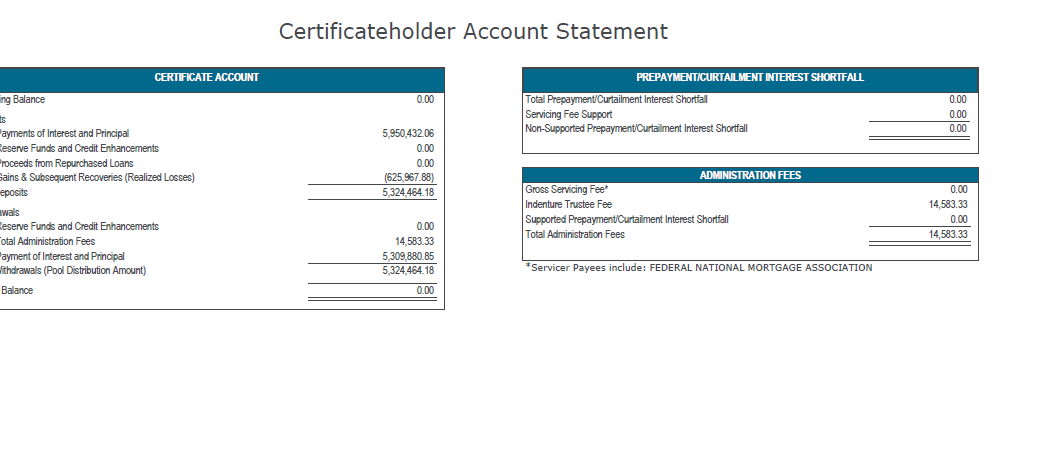 Certificateholder Account Statement
CERTIFICATE ACCOUNT
ing Balance 0.00
ts
Payments of Interest and Principal 5,950,432.06
Reserve Funds and Credit Enhancements 0.00
Proceeds from Repurchased Loans 0.00
Gains & Subsequent Recoveries (Realized Losses) (625,967.88)
eposits 5,324,464.18
awals
Reserve Funds and Credit Enhancements 0.00
otal Administration Fees 14,583.33
Payment of Interest and Principal 5,309,880.85
Withdrawals (Pool Distribution Amount) 5,324,464.18
Balance 0.00
PREPAYMENT/CURTAILMENT INTEREST SHORTFALL
Total Prepayment/Curtailment Interest Shortfall 0.00
Servicing Fee Support 0.00
Non-Supported Prepayment/Curtailment Interest Shortfall 0.00
ADMINISTRATION FEES
Gross Servicing Fee* 0.00
Indenture Trustee Fee 14,583.33
Supported Prepayment/Curtailment Interest Shortfall 0.00
Total Administration Fees 14,583.33
*Servicer Payees include: FEDERAL NATIONAL MORTGAGE ASSOCIATION